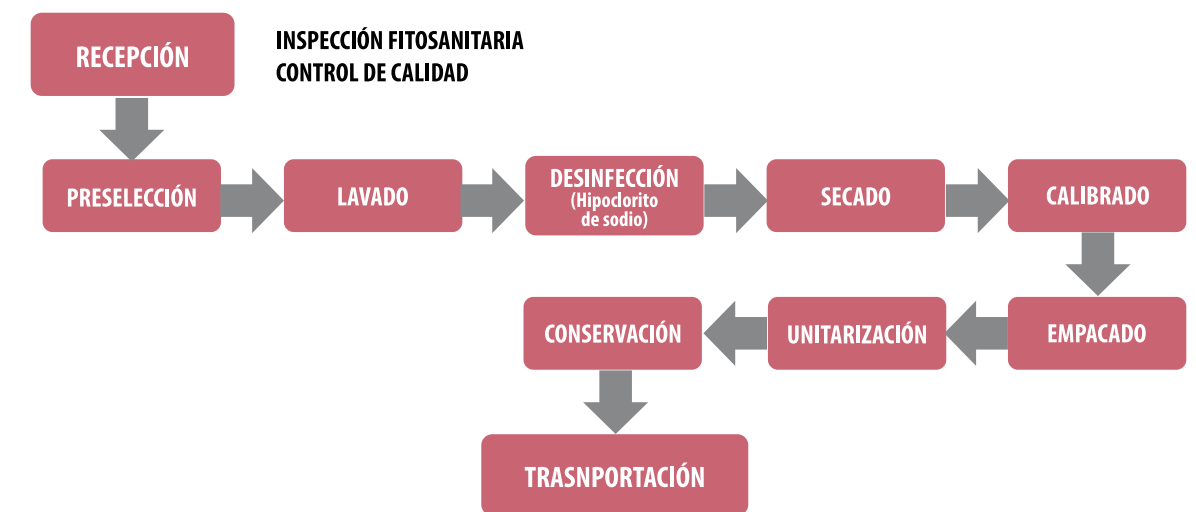 RECEPCIÓN
INSPECCIÓN FITOSANITARIA
CONTROL DE CALIDAD
PRESELECCIÓN
LAVADO
DESINFECCIÓN
(Hipoclorito
de sodio)
SECADO
CALIBRADO
CONSERVACIÓN
UNITARIZACIÓN
EMPACADO
TRASNPORTACIÓN